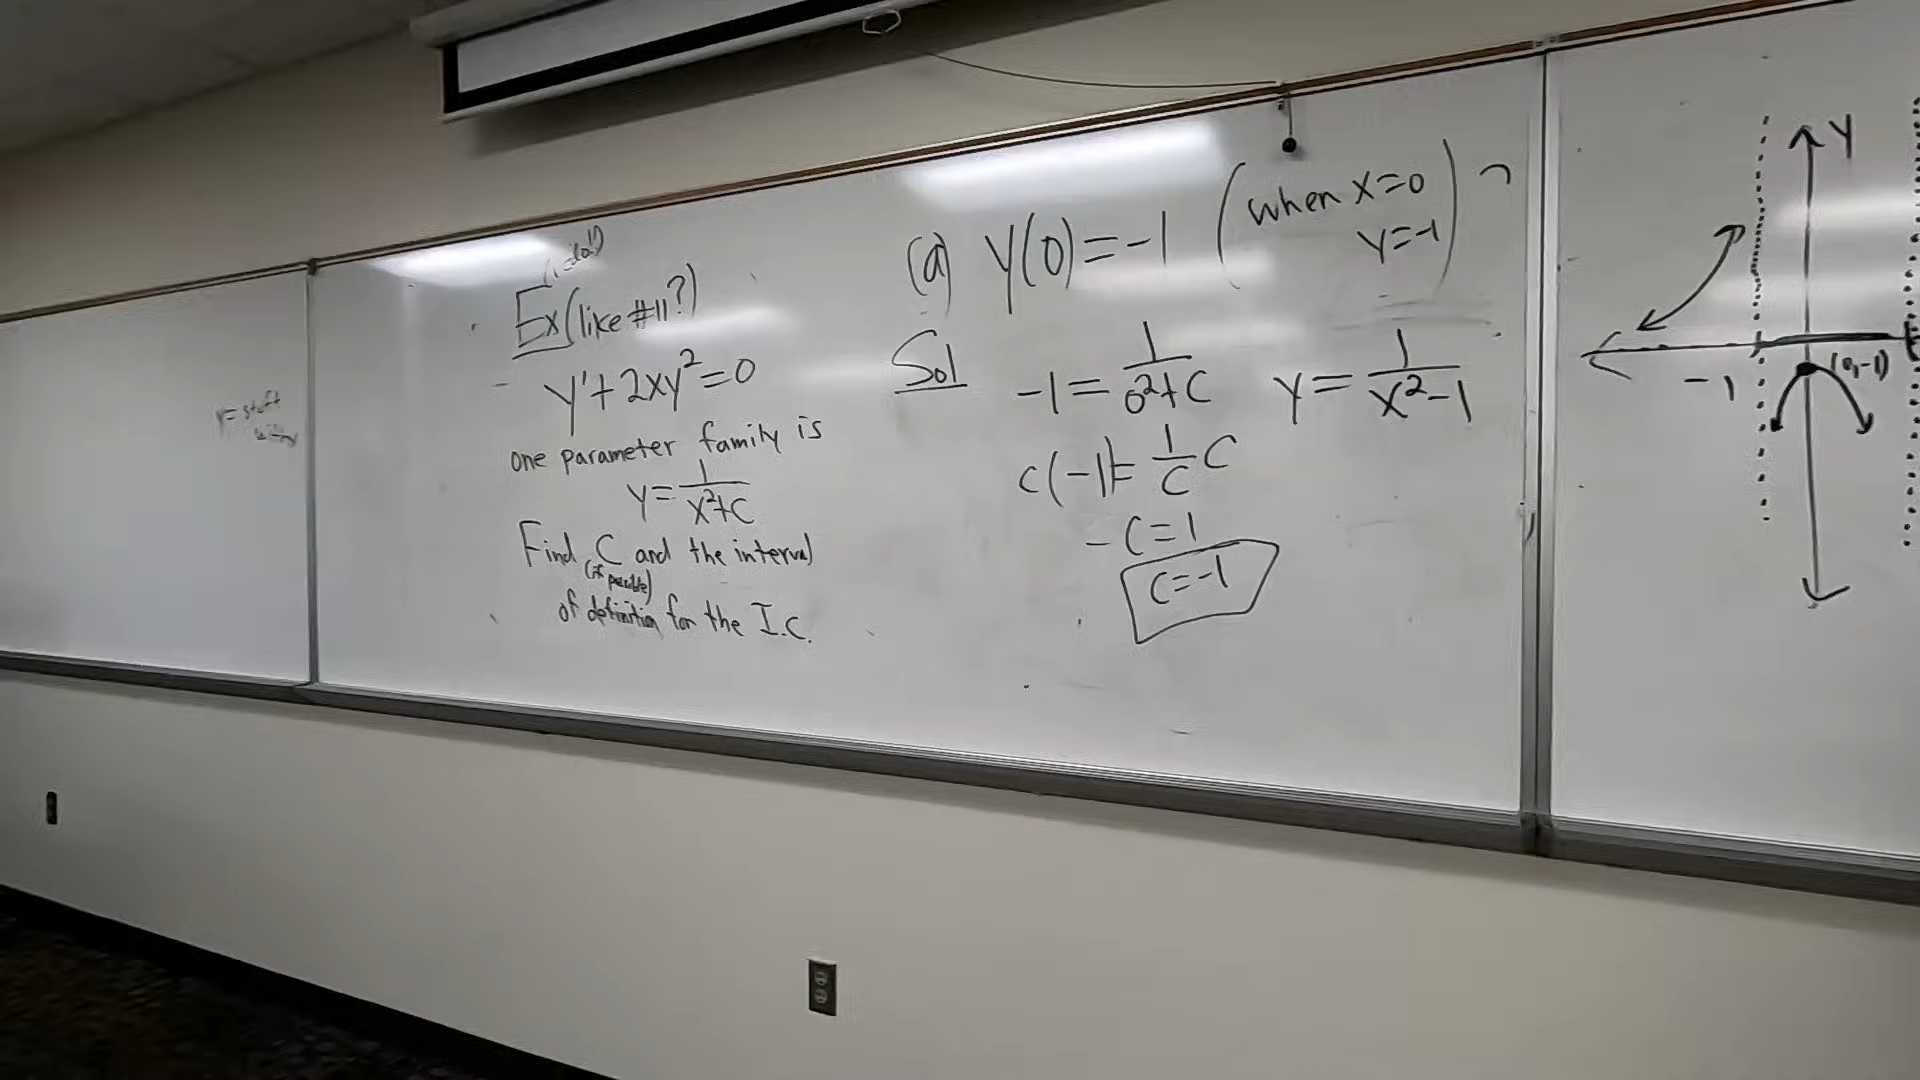 y = stuff
Ex (like #11?)
y' + 2xy² = 0
one parameter family is
y = 1/(x² + C)
Find C and the interval
(if possible)
of definition for the I.C.
(a) y(0) = -1 (when x = 0
y = -1)
Sol
-1 = 1/(0² + C)
y = 1/(x² - 1)
C(-1) = 1/C C
-C = 1
C = -1
y
-1
(0, -1)